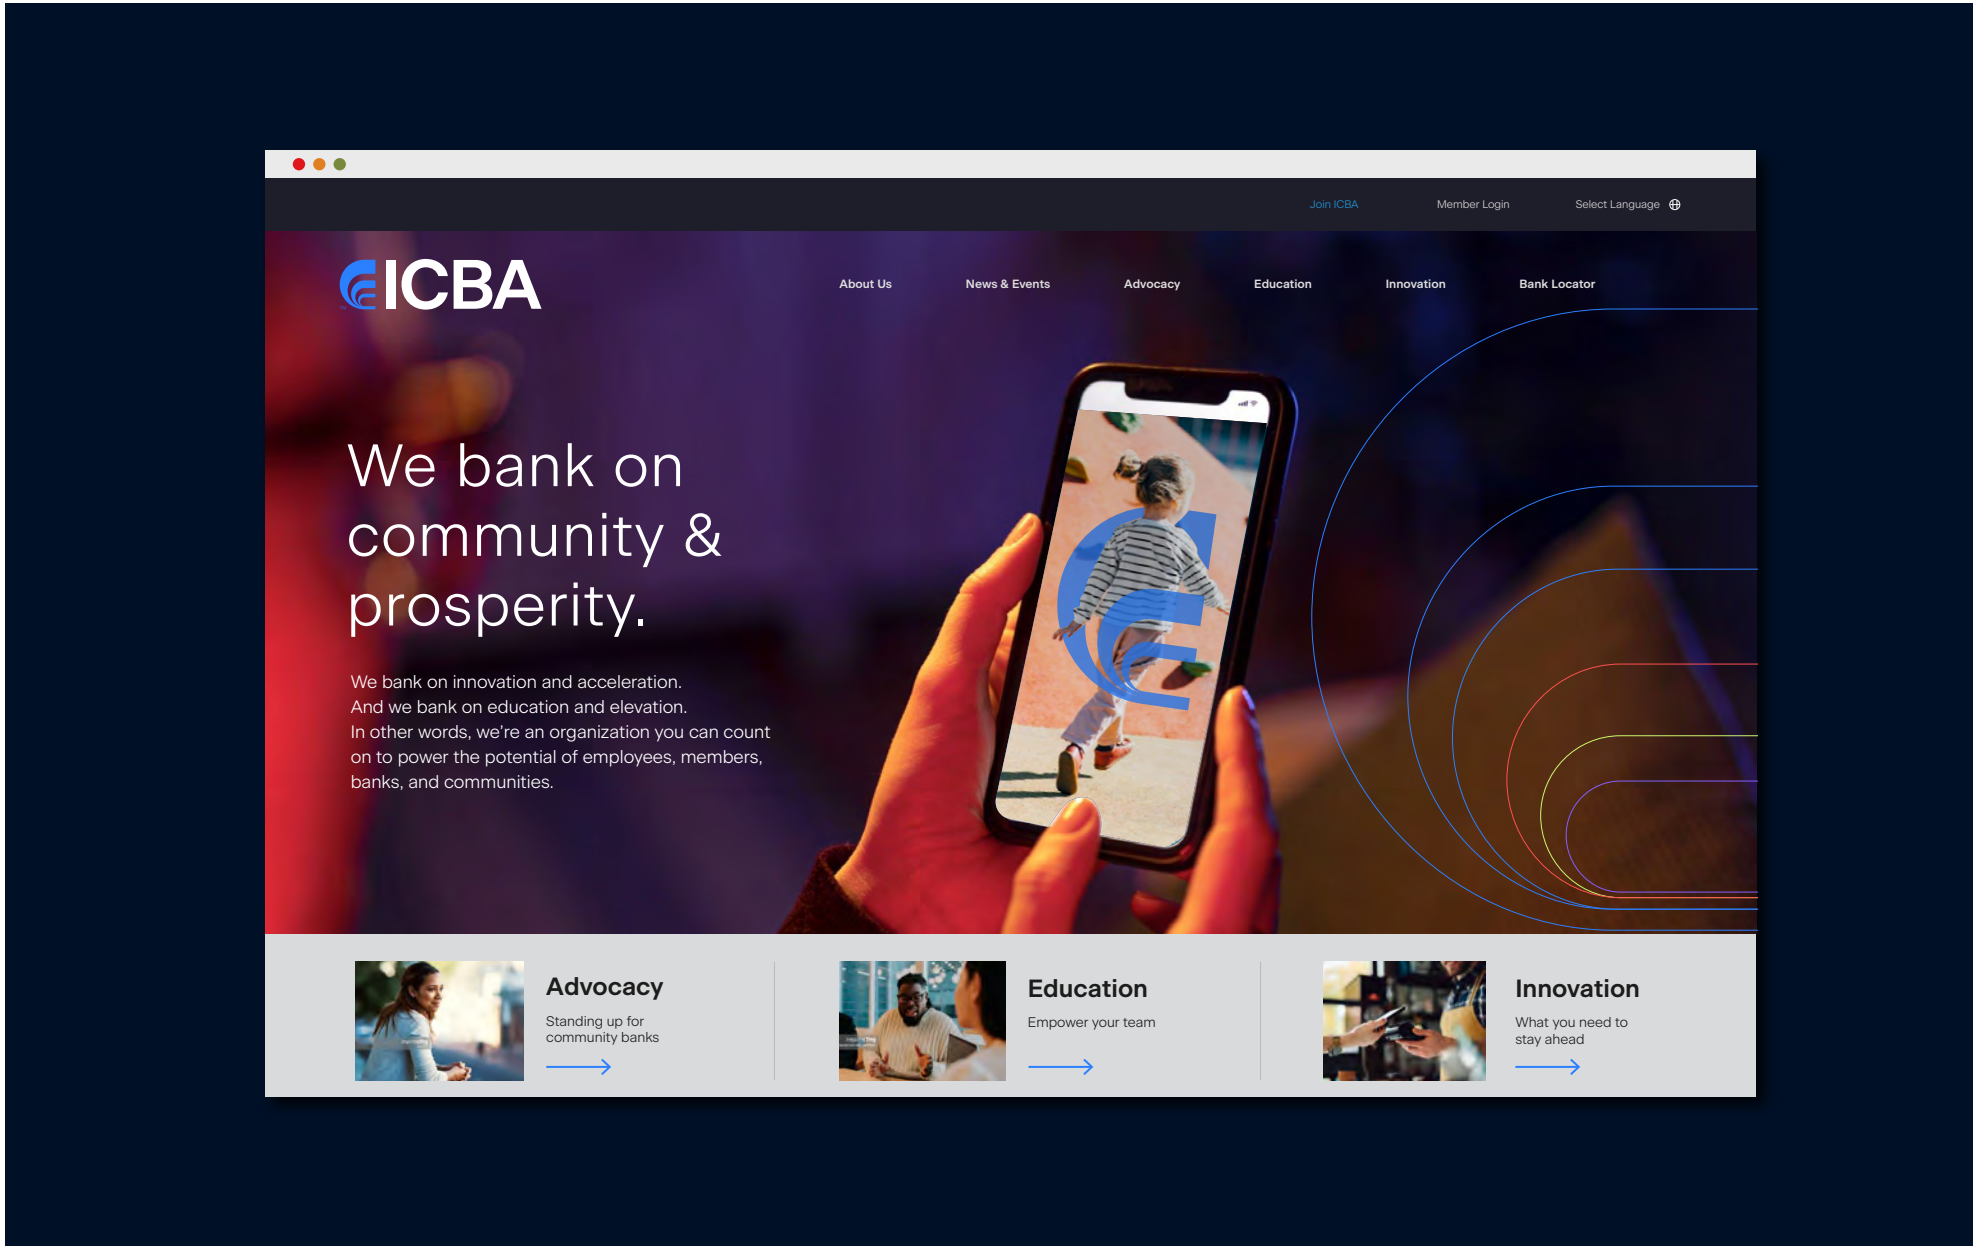 Join ICBA
Member Login
Select Language
ICBA
About Us
News & Events
Advocacy
Education
Innovation
Bank Locator
We bank on
community &
prosperity.
We bank on innovation and acceleration.
And we bank on education and elevation.
In other words, we’re an organization you can count
on to power the potential of employees, members,
banks, and communities.
Advocacy
Standing up for
community banks
Education
Empower your team
Innovation
What you need to
stay ahead